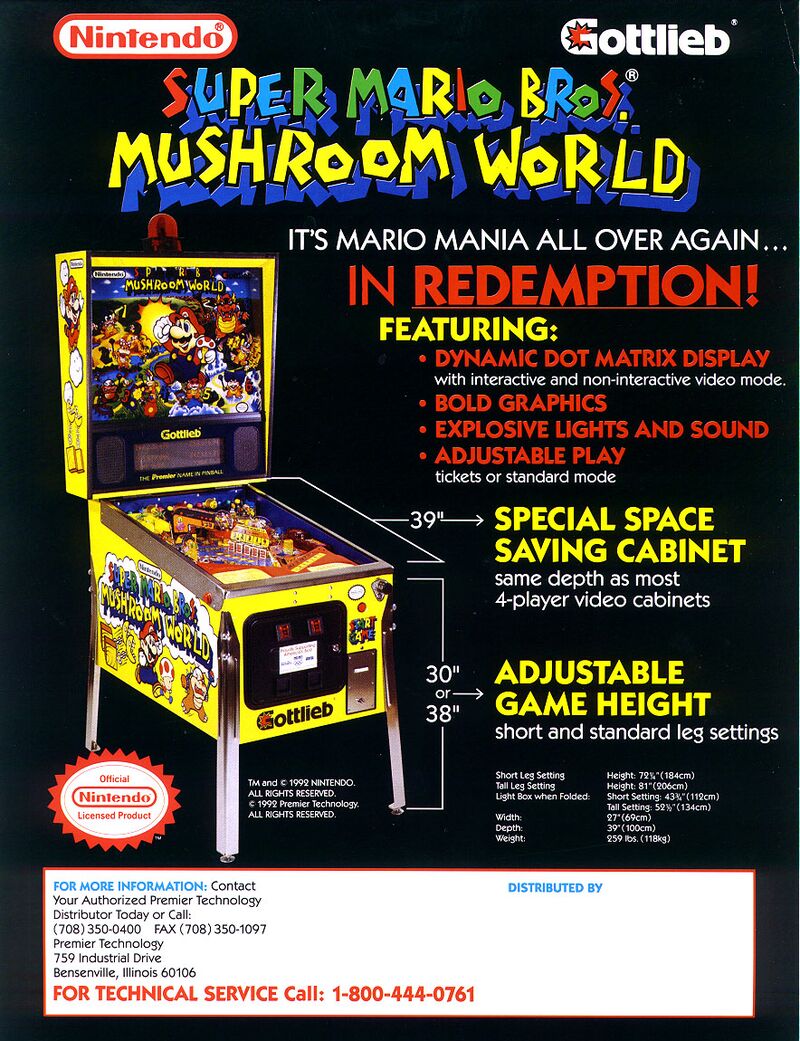 Nintendo®
Gottlieb®
SUPER MARIO BROS.®
MUSHROOM WORLD
IT'S MARIO MANIA ALL OVER AGAIN...
IN REDEMPTION!
FEATURING:
• DYNAMIC DOT MATRIX DISPLAY
with interactive and non-interactive video mode.
• BOLD GRAPHICS
• EXPLOSIVE LIGHTS AND SOUND
• ADJUSTABLE PLAY
tickets or standard mode
Nintendo
MUSHROOM WORLD
Gottlieb
THE Premier NAME IN PINBALL
39"
SPECIAL SPACE
SAVING CABINET
same depth as most
4-player video cabinets
Nintendo
SUPER MARIO BROS.
MUSHROOM WORLD
START
GAME
Gottlieb
30"
or
38"
ADJUSTABLE
GAME HEIGHT
short and standard leg settings
Short Leg Setting Height: 72¾" (184cm)
Tall Leg Setting Height: 81" (206cm)
Light Box when Folded: Short Setting: 43¾" (112cm)
Tall Setting: 52½" (134cm)
Width: 27" (69cm)
Depth: 39" (100cm)
Weight: 259 lbs. (118kg)
Official
Nintendo
Licensed Product
TM
TM and © 1992 NINTENDO.
ALL RIGHTS RESERVED.
© 1992 Premier Technology.
ALL RIGHTS RESERVED.
FOR MORE INFORMATION: Contact
Your Authorized Premier Technology
Distributor Today or Call:
(708) 350-0400 FAX (708) 350-1097
Premier Technology
759 Industrial Drive
Bensenville, Illinois 60106
FOR TECHNICAL SERVICE Call: 1-800-444-0761
DISTRIBUTED BY